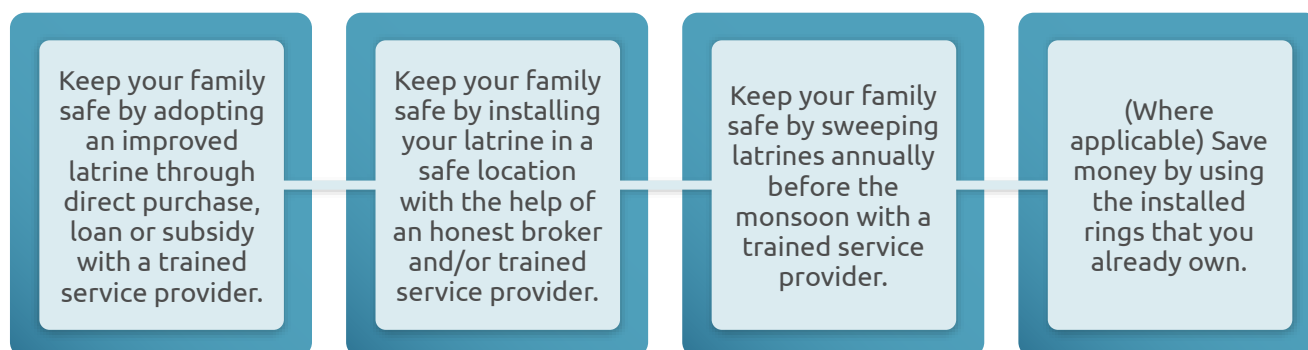 Keep your family
safe by adopting
an improved
latrine through
direct purchase,
loan or subsidy
with a trained
service provider.
Keep your family
safe by installing
your latrine in a
safe location
with the help of
an honest broker
and/or trained
service provider.
Keep your family
safe by sweeping
latrines annually
before the
monsoon with a
trained service
provider.
(Where
applicable) Save
money by using
the installed
rings that you
already own.